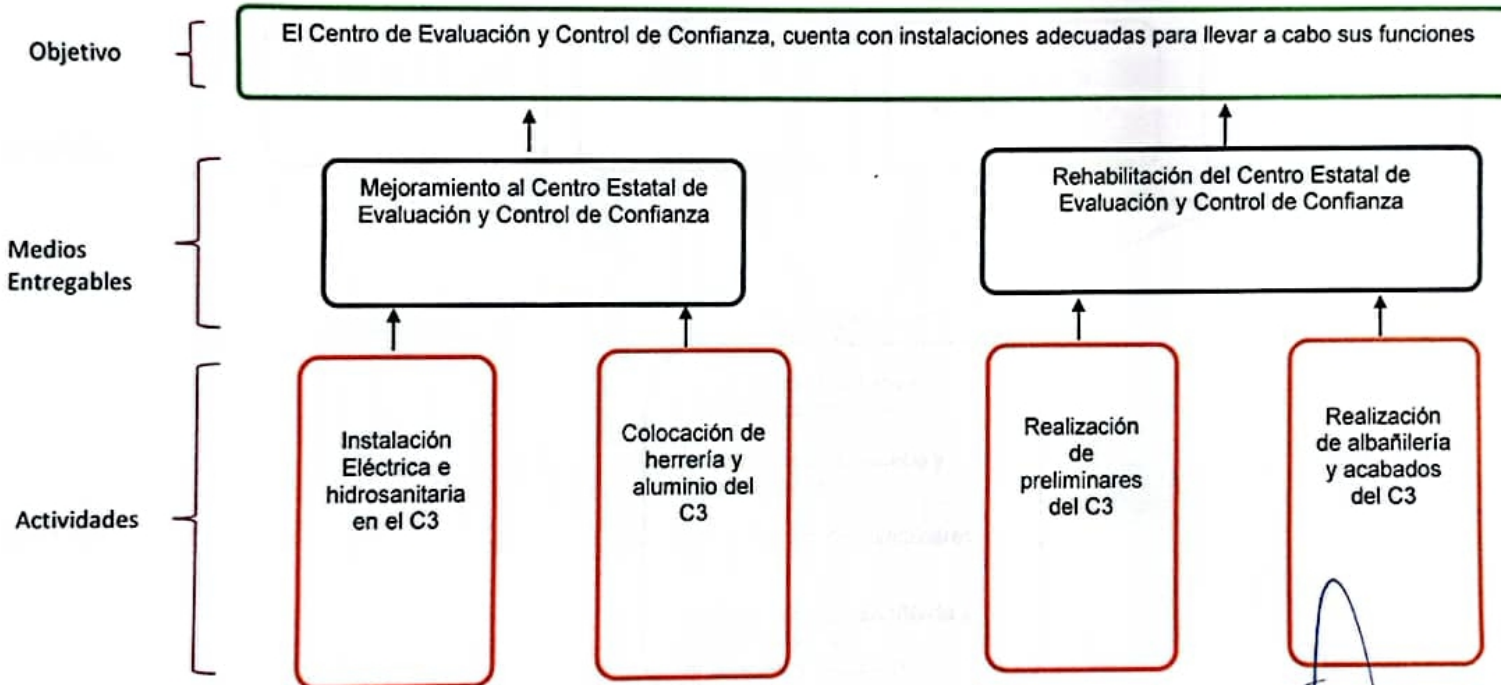 Objetivo
El Centro de Evaluación y Control de Confianza, cuenta con instalaciones adecuadas para llevar a cabo sus funciones
Medios
Entregables
Mejoramiento al Centro Estatal de
Evaluación y Control de Confianza
Rehabilitación del Centro Estatal de
Evaluación y Control de Confianza
Actividades
Instalación
Eléctrica e
hidrosanitaria
en el C3
Colocación de
herrería y
aluminio del
C3
Realización
de
preliminares
del C3
Realización
de albañilería
y acabados
del C3